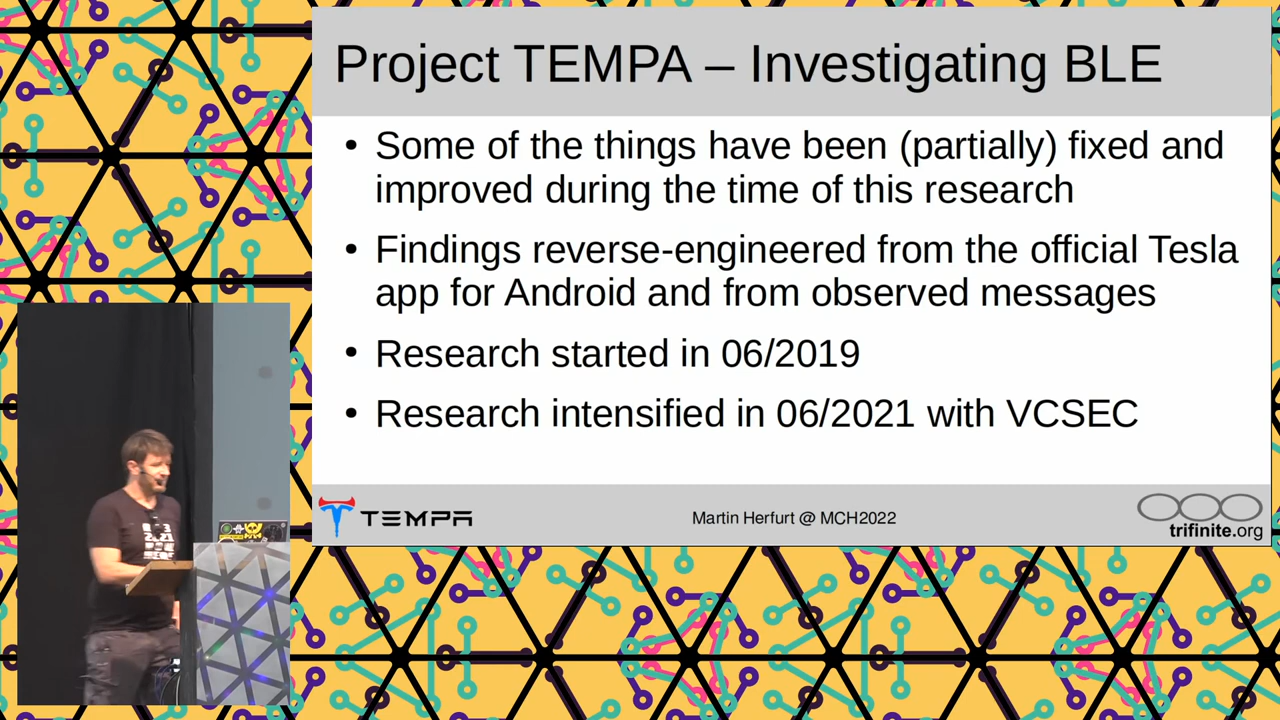 Project TEMPA – Investigating BLE
• Some of the things have been (partially) fixed and
improved during the time of this research
• Findings reverse-engineered from the official Tesla
app for Android and from observed messages
• Research started in 06/2019
• Research intensified in 06/2021 with VCSEC
TEMPA
Martin Herfurt @ MCH2022
trifinite.org